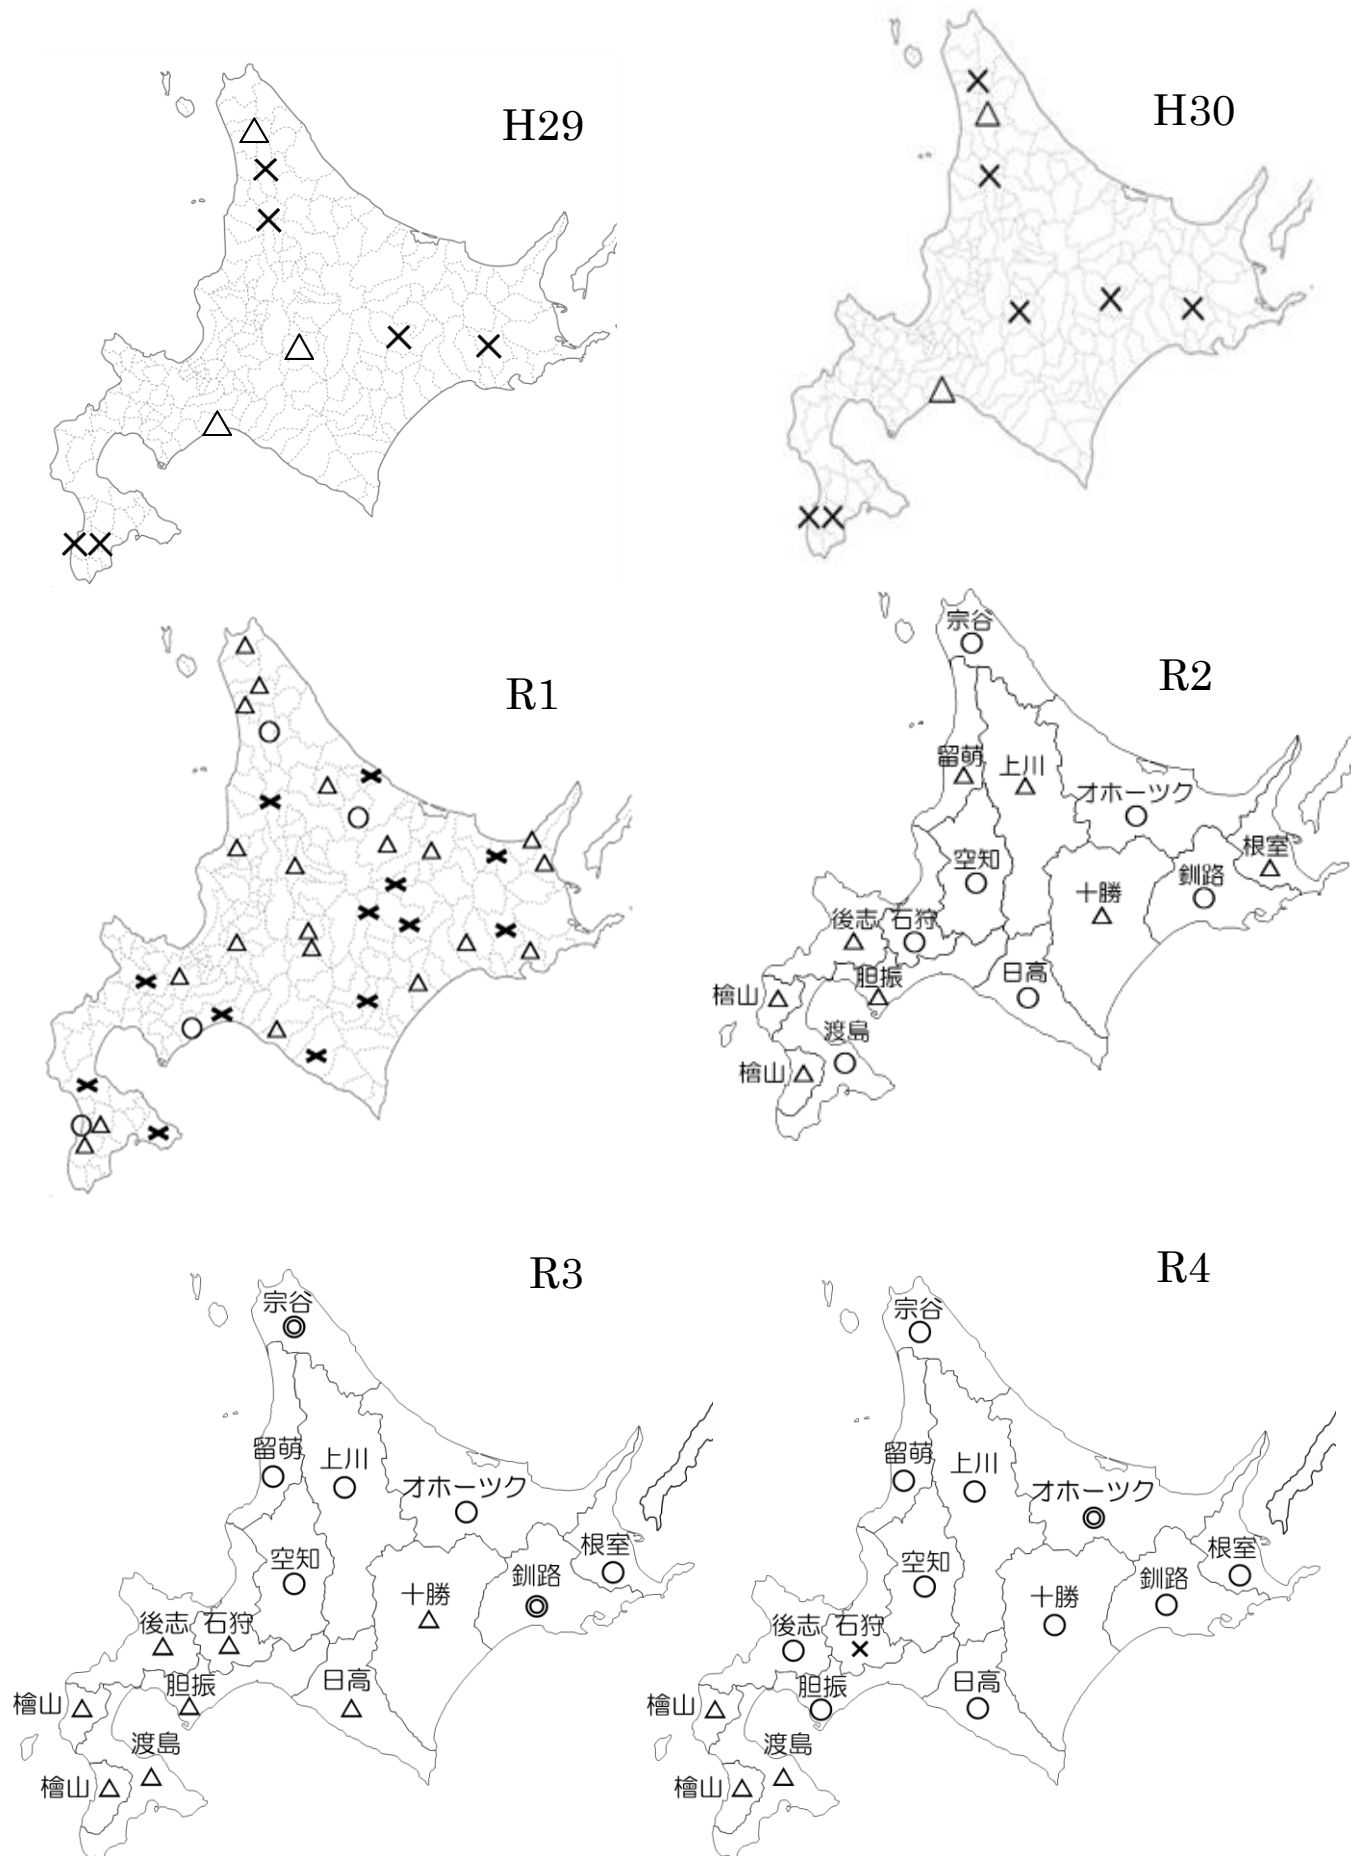 H29
H30
R1
R2
宗谷
留萌
上川
オホーツク
根室
空知
釧路
十勝
後志
石狩
日高
胆振
檜山
渡島
檜山
R3
宗谷
留萌
上川
オホーツク
根室
空知
釧路
十勝
後志
石狩
日高
胆振
檜山
渡島
檜山
R4
宗谷
留萌
上川
オホーツク
根室
空知
釧路
十勝
後志
石狩
日高
胆振
檜山
渡島
檜山